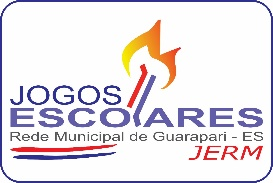 JOGOS
ESCOLARES
Rede Municipal de Guarapari - ES
JERM